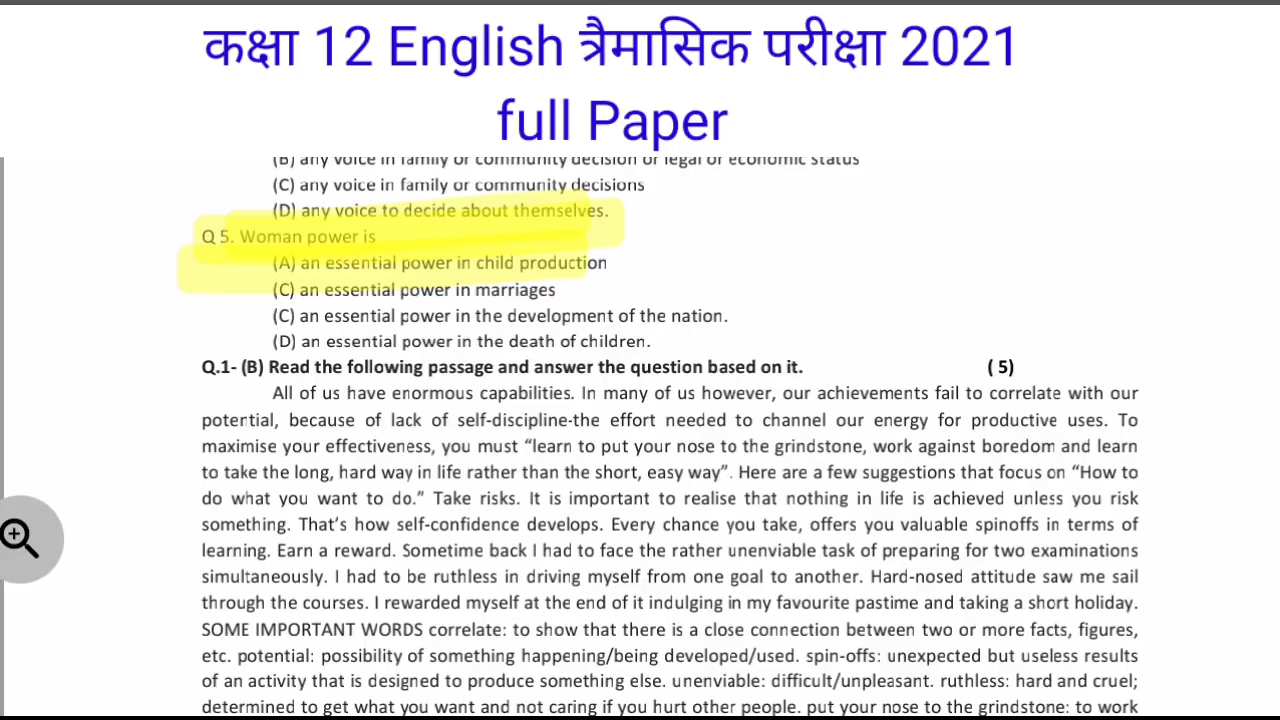 कक्षा 12 English त्रैमासिक परीक्षा 2021
full Paper
(B) any voice in family or community decision or legal or economic status
(C) any voice in family or community decisions
(D) any voice to decide about themselves.
Q 5. Woman power is
(A) an essential power in child production
(C) an essential power in marriages
(C) an essential power in the development of the nation.
(D) an essential power in the death of children.
Q.1- (B) Read the following passage and answer the question based on it. ( 5)
All of us have enormous capabilities. In many of us however, our achievements fail to correlate with our
potential, because of lack of self-discipline-the effort needed to channel our energy for productive uses. To
maximise your effectiveness, you must “learn to put your nose to the grindstone, work against boredom and learn
to take the long, hard way in life rather than the short, easy way”. Here are a few suggestions that focus on “How to
do what you want to do.” Take risks. It is important to realise that nothing in life is achieved unless you risk
something. That’s how self-confidence develops. Every chance you take, offers you valuable spinoffs in terms of
learning. Earn a reward. Sometime back I had to face the rather unenviable task of preparing for two examinations
simultaneously. I had to be ruthless in driving myself from one goal to another. Hard-nosed attitude saw me sail
through the courses. I rewarded myself at the end of it indulging in my favourite pastime and taking a short holiday.
SOME IMPORTANT WORDS correlate: to show that there is a close connection between two or more facts, figures,
etc. potential: possibility of something happening/being developed/used. spin-offs: unexpected but useless results
of an activity that is designed to produce something else. unenviable: difficult/unpleasant. ruthless: hard and cruel;
determined to get what you want and not caring if you hurt other people. put your nose to the grindstone: to work